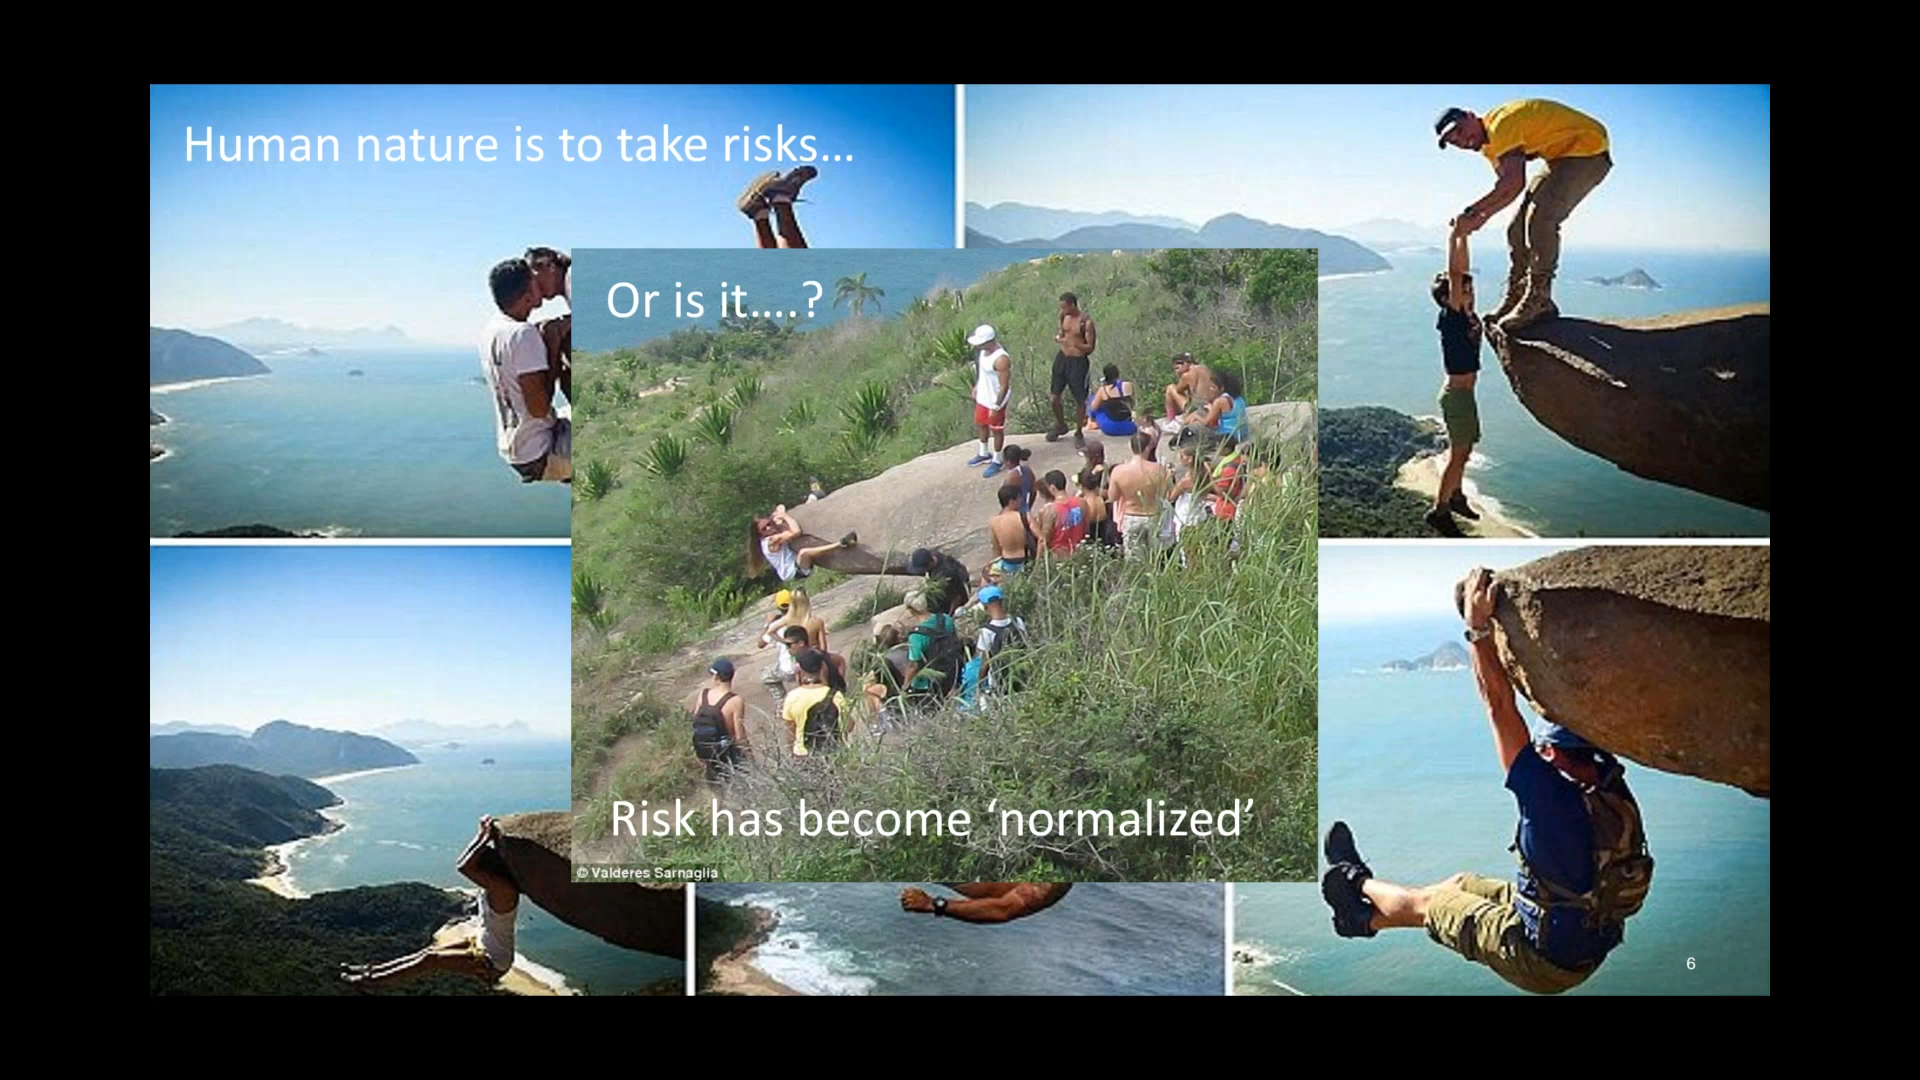 Human nature is to take risks...
Or is it....?
Risk has become ‘normalized’
© Valderes Sarnaglia
6